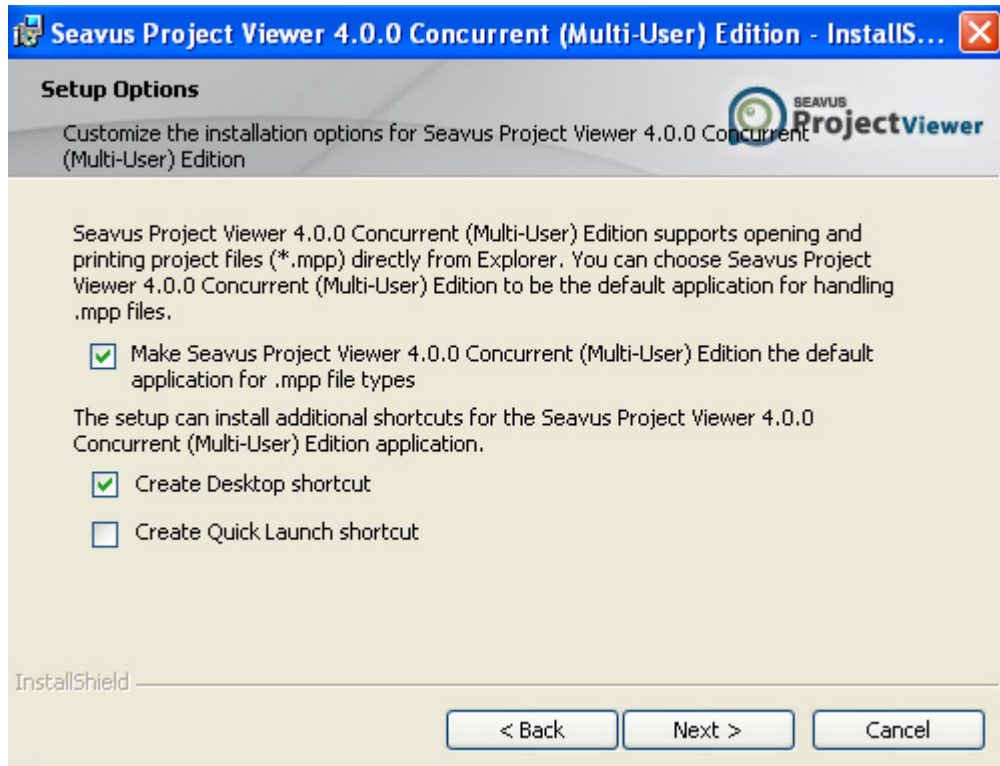 Seavus Project Viewer 4.0.0 Concurrent (Multi-User) Edition - InstallS...
Setup Options
SEAVUS
ProjectViewer
Customize the installation options for Seavus Project Viewer 4.0.0 Concurrent
(Multi-User) Edition
Seavus Project Viewer 4.0.0 Concurrent (Multi-User) Edition supports opening and
printing project files (*.mpp) directly from Explorer. You can choose Seavus Project
Viewer 4.0.0 Concurrent (Multi-User) Edition to be the default application for handling
.mpp files.
Make Seavus Project Viewer 4.0.0 Concurrent (Multi-User) Edition the default
application for .mpp file types
The setup can install additional shortcuts for the Seavus Project Viewer 4.0.0
Concurrent (Multi-User) Edition application.
Create Desktop shortcut
Create Quick Launch shortcut
InstallShield
< Back
Next >
Cancel